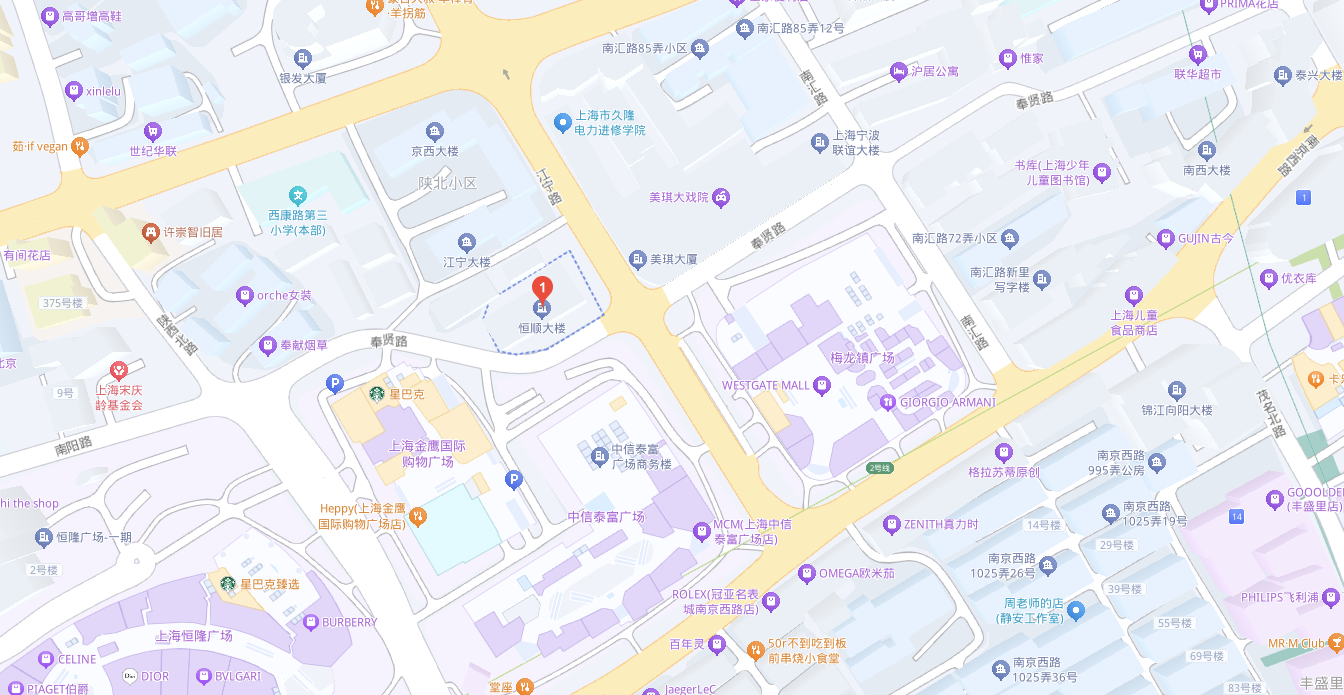 高哥增高鞋
·羊拐筋
南汇路85弄12号
PRIMA花店
南汇路85弄小区
银发大厦
沪居公寓
惟家
联华超市
泰兴大楼
xinlelu
南汇路
奉贤路
上海市久隆
电力进修学院
茹·if vegan
世纪华联
京西大楼
上海宁波
联谊大楼
南京西路
南西大楼
书库(上海少年
儿童图书馆)
陕北小区
江宁路
美琪大戏院
1
西康路第三
小学(本部)
许崇智旧居
奉贤路
南汇路72弄小区
GUJIN古今
有间花店
江宁大楼
美琪大厦
南汇路新里
写字楼
优衣库
375号楼
orche女装
1
恒顺大楼
上海儿童
食品商店
陕西北路
奉贤路
奉献烟草
南汇路
梅龙镇广场
北京
9号
上海宋庆
龄基金会
P
星巴克
WESTGATE MALL
GIORGIO ARMANI
锦江向阳大楼
茂名北路
南阳路
上海金鹰国际
购物广场
中信泰富
广场商务楼
2号线
格拉苏蒂原创
南京西路
995弄公房
P
hi the shop
Heppy(上海金鹰
国际购物广场店)
中信泰富广场
MCM(上海中信
泰富广场店)
ZENITH真力时
14号楼
南京西路
1025弄19号
14
GOOOLDE
(丰盛里店)
恒隆广场-一期
2号楼
29号楼
南京西路
1025弄26号
OMEGA欧米茄
星巴克臻选
39号楼
ROLEX(冠亚名表
城南京西路店)
周老师的店
(静安工作室)
PHILIPS飞利浦
BURBERRY
上海恒隆广场
55号楼
百年灵
50r不到吃到板
前串烧小食堂
MR·M Club
CELINE
69号楼
DIOR
BVLGARI
南京西路
1025弄36号
PIAGET伯爵
堂座
JaegerLeC
83号楼
丰盛里